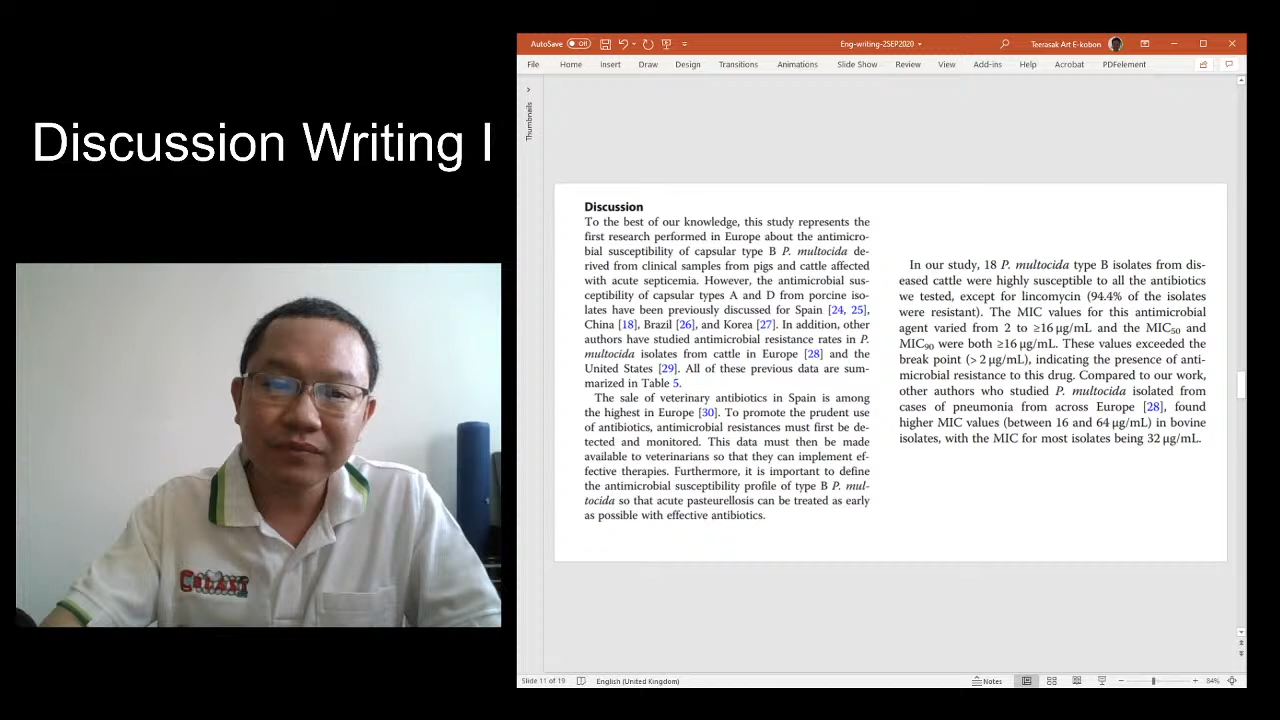 Discussion Writing I
AutoSave Off
Eng-writing-2SEP2020
Teerasak Art E-kobon
File Home Insert Draw Design Transitions Animations Slide Show Review View Add-ins Help Acrobat PDFelement
Thumbnails
Discussion
To the best of our knowledge, this study represents the
first research performed in Europe about the antimicro-
bial susceptibility of capsular type B P. multocida de-
rived from clinical samples from pigs and cattle affected
with acute septicemia. However, the antimicrobial sus-
ceptibility of capsular types A and D from porcine iso-
lates have been previously discussed for Spain [24, 25],
China [18], Brazil [26], and Korea [27]. In addition, other
authors have studied antimicrobial resistance rates in P.
multocida isolates from cattle in Europe [28] and the
United States [29]. All of these previous data are sum-
marized in Table 5.
The sale of veterinary antibiotics in Spain is among
the highest in Europe [30]. To promote the prudent use
of antibiotics, antimicrobial resistances must first be de-
tected and monitored. This data must then be made
available to veterinarians so that they can implement ef-
fective therapies. Furthermore, it is important to define
the antimicrobial susceptibility profile of type B P. mul-
tocida so that acute pasteurellosis can be treated as early
as possible with effective antibiotics.
In our study, 18 P. multocida type B isolates from dis-
eased cattle were highly susceptible to all the antibiotics
we tested, except for lincomycin (94.4% of the isolates
were resistant). The MIC values for this antimicrobial
agent varied from 2 to ≥16 μg/mL and the MIC50 and
MIC90 were both ≥16 μg/mL. These values exceeded the
break point (> 2 μg/mL), indicating the presence of anti-
microbial resistance to this drug. Compared to our work,
other authors who studied P. multocida isolated from
cases of pneumonia from across Europe [28], found
higher MIC values (between 16 and 64 μg/mL) in bovine
isolates, with the MIC for most isolates being 32 μg/mL.
Slide 11 of 19
English (United Kingdom)
Notes
84%